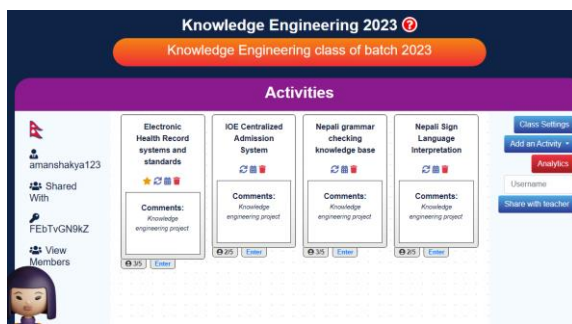 Knowledge Engineering 2023
Knowledge Engineering class of batch 2023
Activities
amanshakya123
Shared
With
FEbTvGN9kZ
View
Members
Electronic
Health Record
systems and
standards
Comments:
Knowledge
engineering project
3/5 Enter
IOE Centralized
Admission
System
Comments:
Knowledge
engineering project
2/5 Enter
Nepali grammar
checking
knowledge base
Comments:
Knowledge
engineering project
3/5 Enter
Nepali Sign
Language
Interpretation
Comments:
Knowledge
engineering project
2/5 Enter
Class Settings
Add an Activity
Analytics
Username
Share with teacher